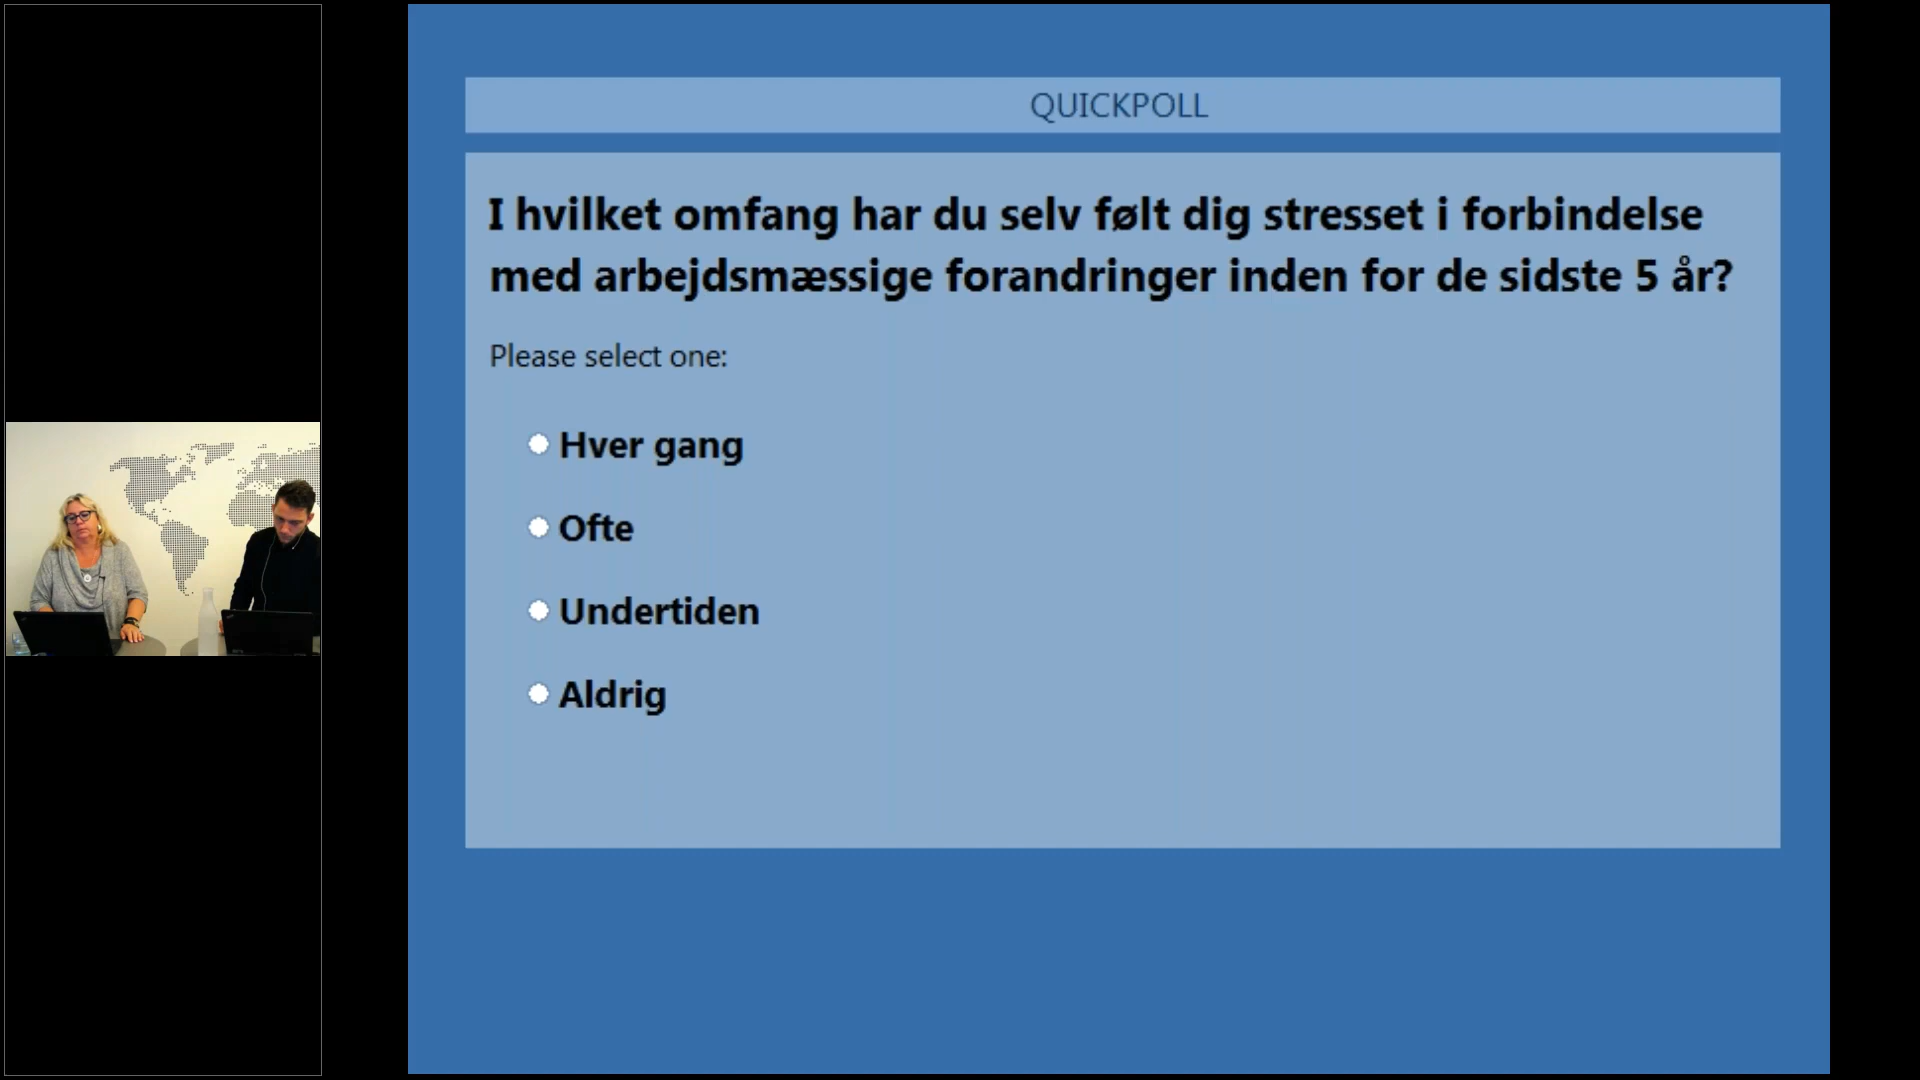 QUICKPOLL
I hvilket omfang har du selv følt dig stresset i forbindelse
med arbejdsmæssige forandringer inden for de sidste 5 år?
Please select one:
Hver gang
Ofte
Undertiden
Aldrig